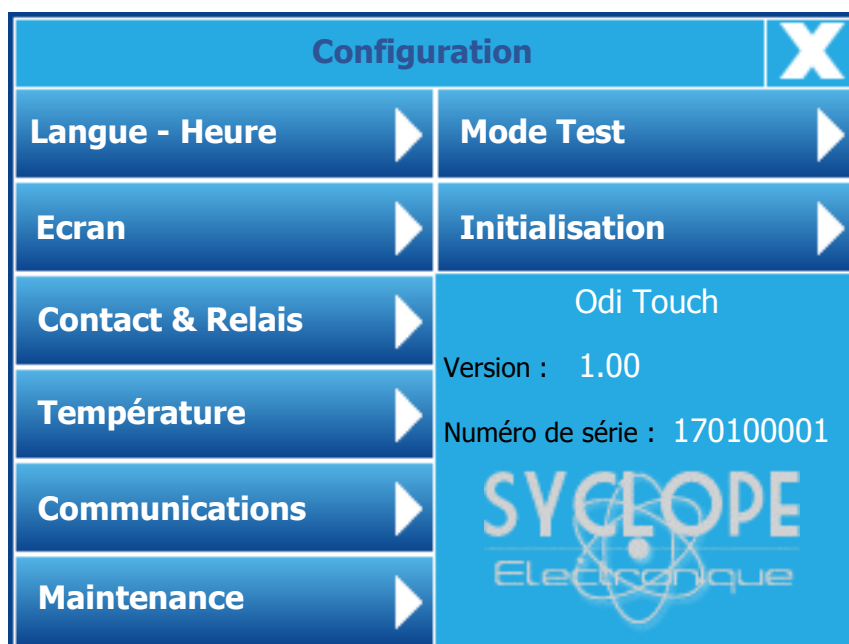 Configuration
X
Langue - Heure
Mode Test
Ecran
Initialisation
Contact & Relais
Température
Communications
Maintenance
Odi Touch
Version : 1.00
Numéro de série : 170100001
SYCLOPE
Electronique